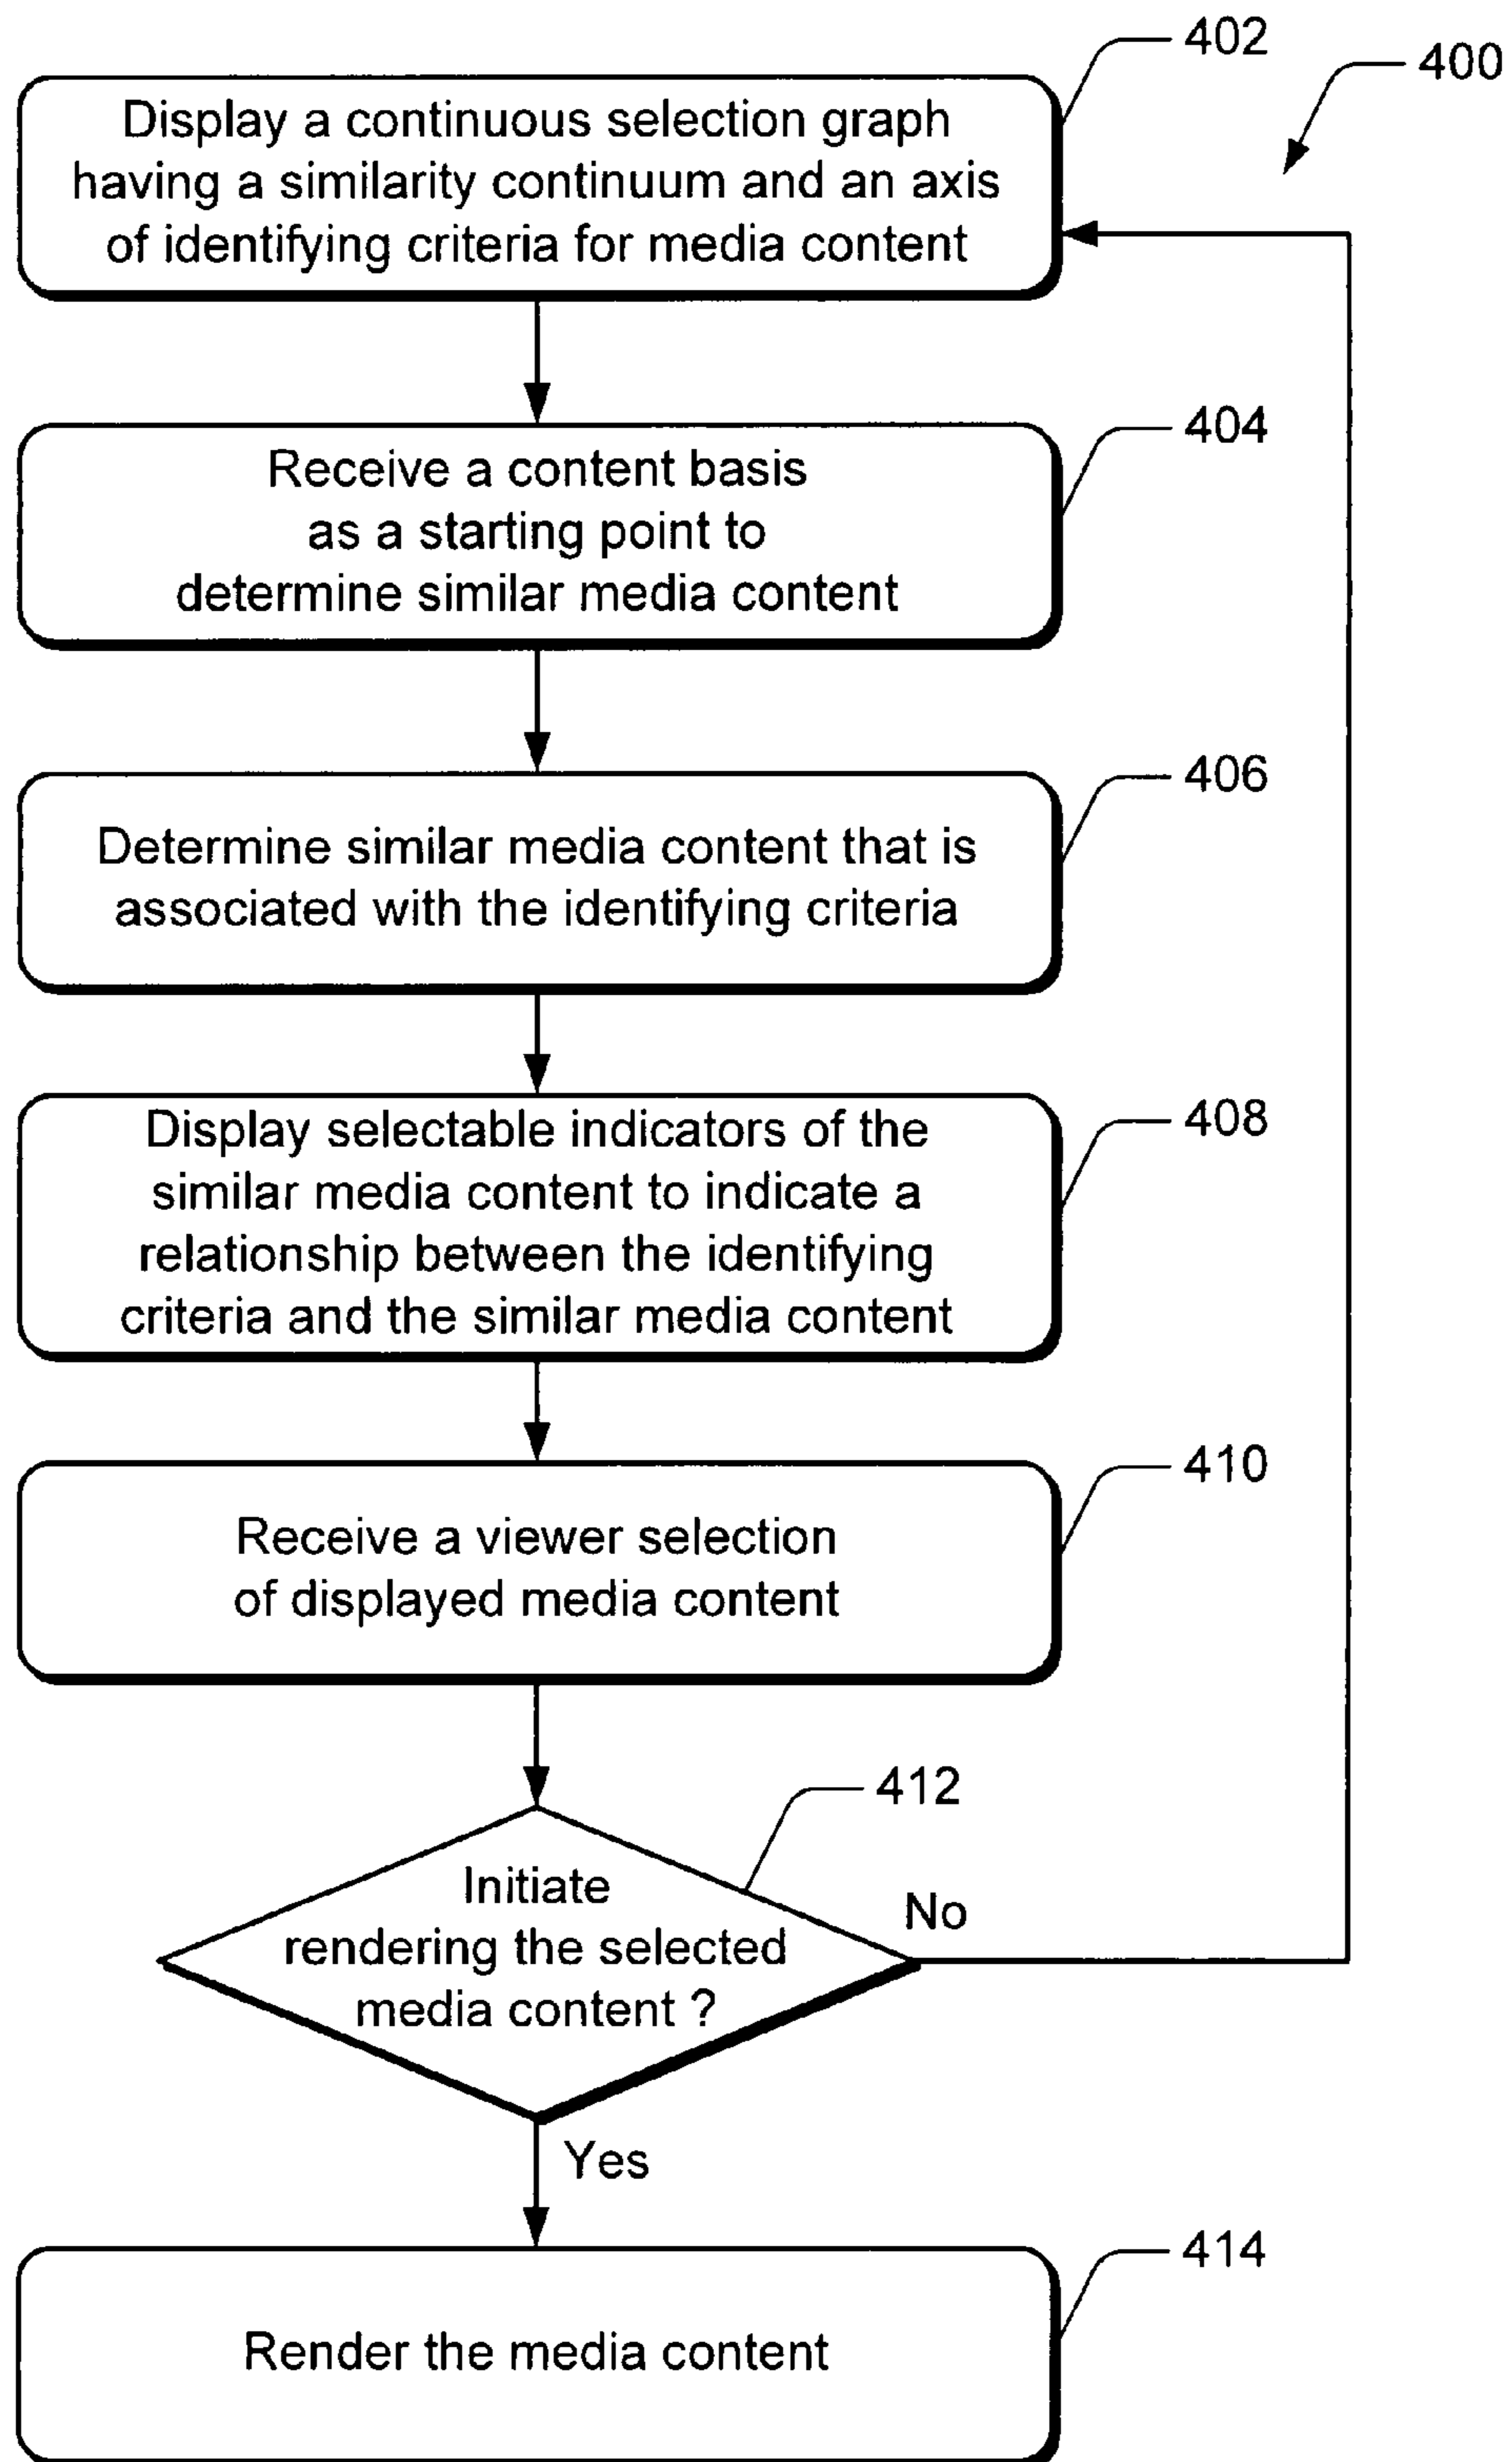 402
400
Display a continuous selection graph
having a similarity continuum and an axis
of identifying criteria for media content
404
Receive a content basis
as a starting point to
determine similar media content
406
Determine similar media content that is
associated with the identifying criteria
408
Display selectable indicators of the
similar media content to indicate a
relationship between the identifying
criteria and the similar media content
410
Receive a viewer selection
of displayed media content
412
Initiate
rendering the selected
media content ?
No
Yes
414
Render the media content